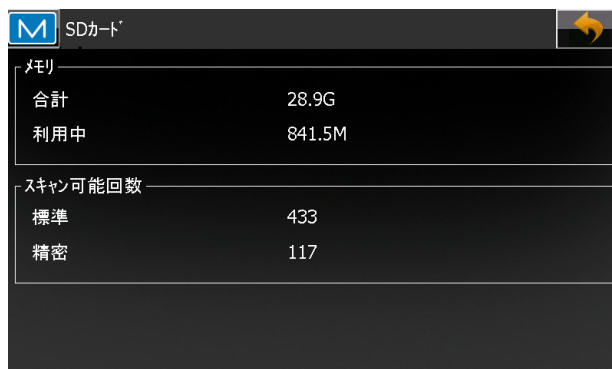 M SDｶｰﾄﾞ
ﾒﾓﾘ
合計 28.9G
利用中 841.5M
ｽｷｬﾝ可能回数
標準 433
精密 117